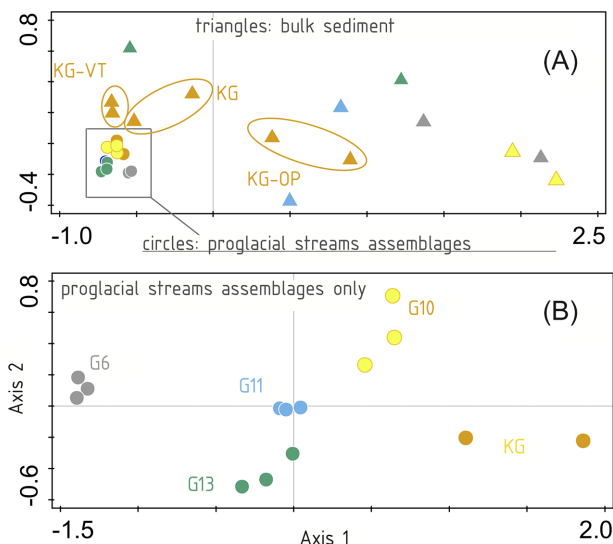 0.8
triangles: bulk sediment
(A)
KG-VT
KG
KG-OP
-0.4
-1.0
2.5
circles: proglacial streams assemblages
0.8
proglacial streams assemblages only
(B)
G10
G6
G11
Axis 2
KG
G13
-0.6
-1.5
Axis 1
2.0